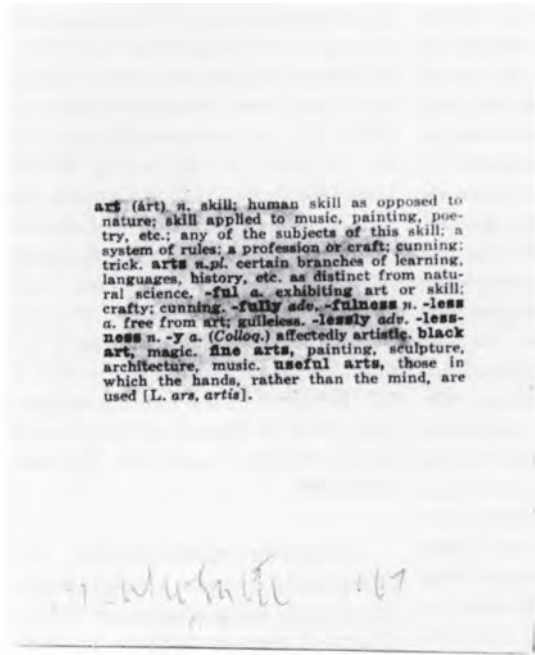 art (árt) n. skill; human skill as opposed to
nature; skill applied to music, painting, poe-
try, etc.; any of the subjects of this skill; a
system of rules; a profession or craft; cunning;
trick. arts n.pl. certain branches of learning,
languages, history, etc. as distinct from natu-
ral science. -ful a. exhibiting art or skill;
crafty; cunning. -fully adv. -fulness n. -less
a. free from art; guileless. -lessly adv. -less-
ness n. -y a. (Colloq.) affectedly artistic. black
art, magic. fine arts, painting, sculpture,
architecture, music. useful arts, those in
which the hands, rather than the mind, are
used [L. ars, artis].